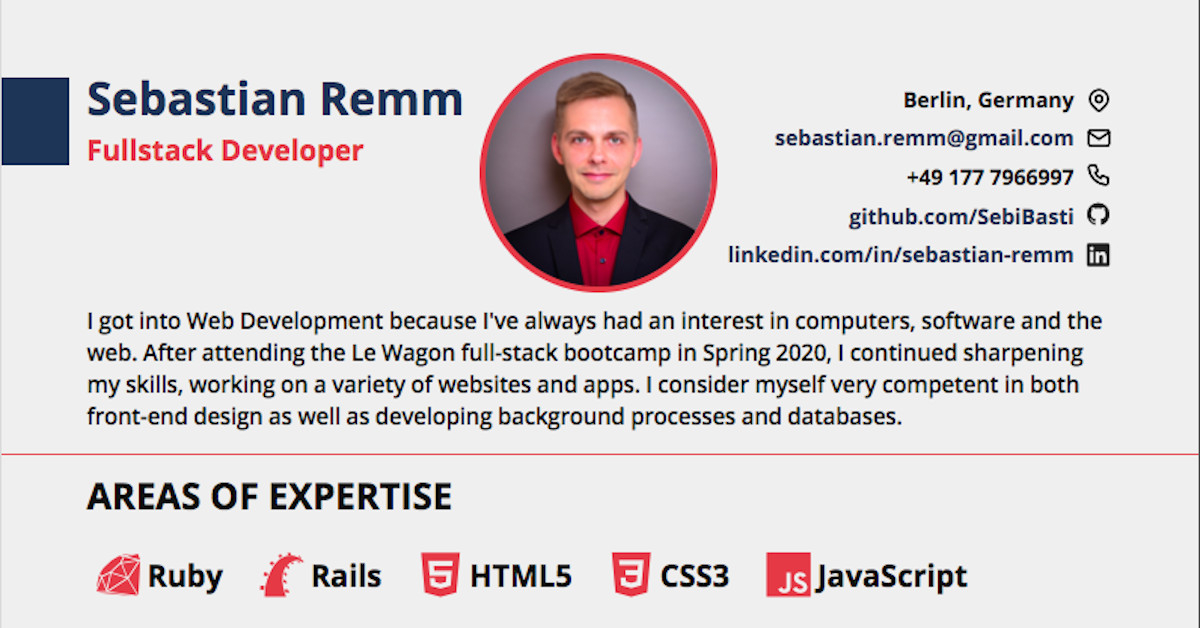 Sebastian Remm
Fullstack Developer
Berlin, Germany
sebastian.remm@gmail.com
+49 177 7966997
github.com/SebiBasti
linkedin.com/in/sebastian-remm
in
I got into Web Development because I've always had an interest in computers, software and the
web. After attending the Le Wagon full-stack bootcamp in Spring 2020, I continued sharpening
my skills, working on a variety of websites and apps. I consider myself very competent in both
front-end design as well as developing background processes and databases.
AREAS OF EXPERTISE
Ruby Rails 5 HTML5 3 CSS3 JS JavaScript